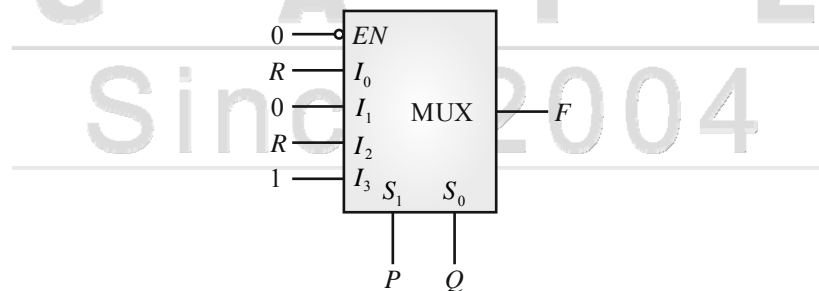 G A T E
Since 2004
0 EN
R I₀
0 I₁
MUX F
R I₂
1 I₃
S₁ S₀
P Q